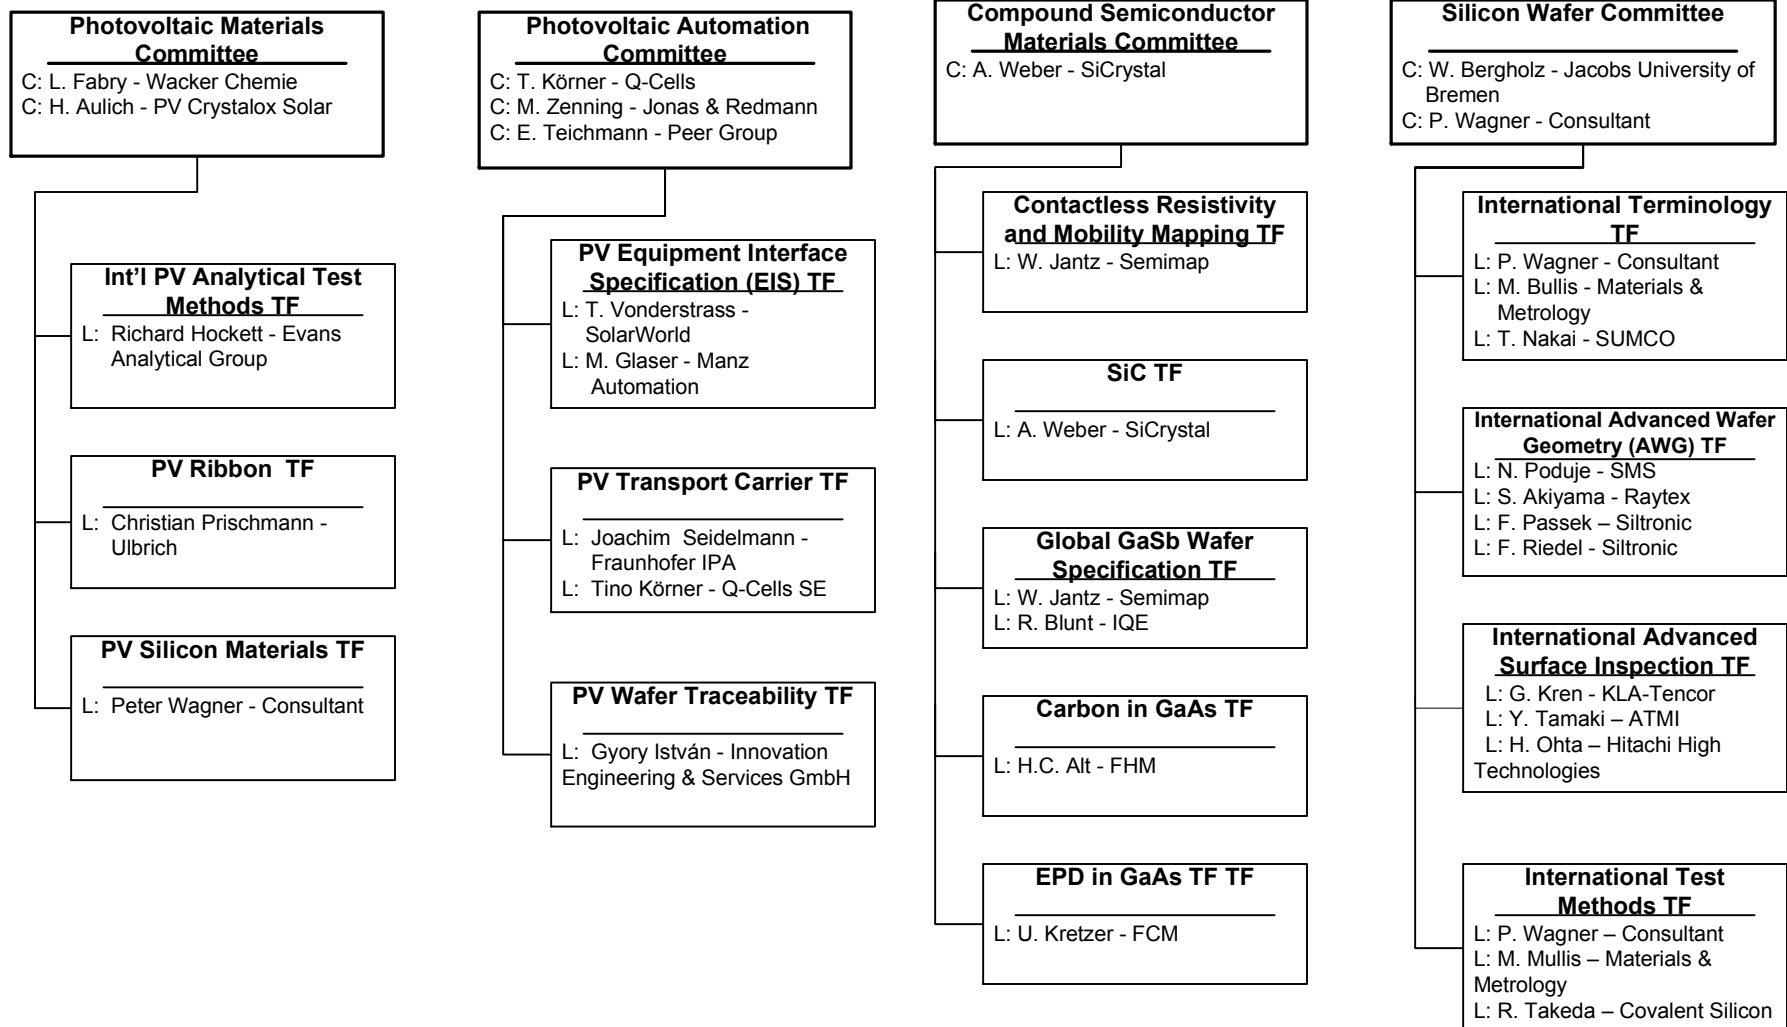 Photovoltaic Materials
Committee
C: L. Fabry - Wacker Chemie
C: H. Aulich - PV Crystalox Solar
Int'l PV Analytical Test
Methods TF
L: Richard Hockett - Evans
Analytical Group
PV Ribbon TF
L: Christian Prischmann -
Ulbrich
PV Silicon Materials TF
L: Peter Wagner - Consultant
Photovoltaic Automation
Committee
C: T. Körner - Q-Cells
C: M. Zenning - Jonas & Redmann
C: E. Teichmann - Peer Group
PV Equipment Interface
Specification (EIS) TF
L: T. Vonderstrass -
SolarWorld
L: M. Glaser - Manz
Automation
PV Transport Carrier TF
L: Joachim Seidelmann -
Fraunhofer IPA
L: Tino Körner - Q-Cells SE
PV Wafer Traceability TF
L: Gyory István - Innovation
Engineering & Services GmbH
Compound Semiconductor
Materials Committee
C: A. Weber - SiCrystal
Contactless Resistivity
and Mobility Mapping TF
L: W. Jantz - Semimap
SiC TF
L: A. Weber - SiCrystal
Global GaSb Wafer
Specification TF
L: W. Jantz - Semimap
L: R. Blunt - IQE
Carbon in GaAs TF
L: H.C. Alt - FHM
EPD in GaAs TF TF
L: U. Kretzer - FCM
Silicon Wafer Committee
C: W. Bergholz - Jacobs University of
Bremen
C: P. Wagner - Consultant
International Terminology
TF
L: P. Wagner - Consultant
L: M. Bullis - Materials &
Metrology
L: T. Nakai - SUMCO
International Advanced Wafer
Geometry (AWG) TF
L: N. Poduje - SMS
L: S. Akiyama - Raytex
L: F. Passek – Siltronic
L: F. Riedel - Siltronic
International Advanced
Surface Inspection TF
L: G. Kren - KLA-Tencor
L: Y. Tamaki – ATMI
L: H. Ohta – Hitachi High
Technologies
International Test
Methods TF
L: P. Wagner – Consultant
L: M. Mullis – Materials &
Metrology
L: R. Takeda – Covalent Silicon